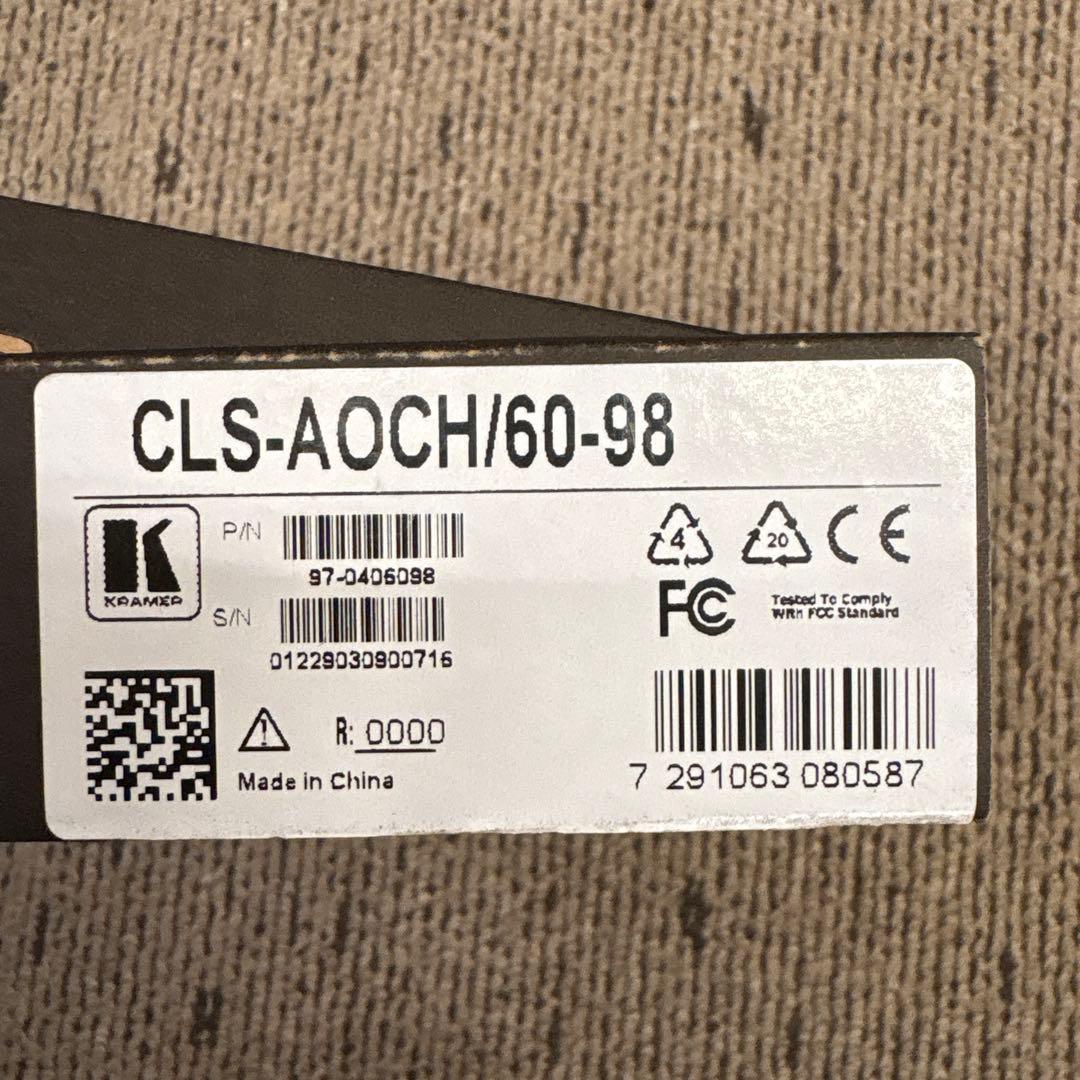 CLS-AOCH/60-98
KRAMER
P/N
97-0406098
S/N
01229030900716
R: 0000
Made in China
4
20
CE
FC
Tested To Comply
With FCC Standard
7 291063 080587